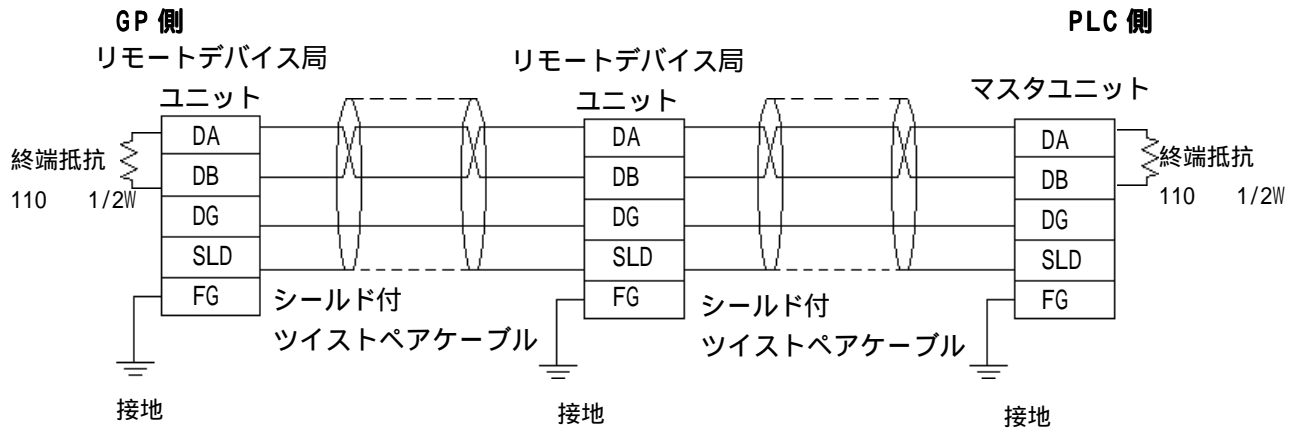 GP 側
PLC 側
リモートデバイス局
ユニット
リモートデバイス局
ユニット
マスタユニット
終端抵抗
110 1/2W
DA
DB
DG
SLD
FG
DA
DB
DG
SLD
FG
DA
DB
DG
SLD
FG
終端抵抗
110 1/2W
シールド付
ツイストペアケーブル
シールド付
ツイストペアケーブル
接地
接地
接地